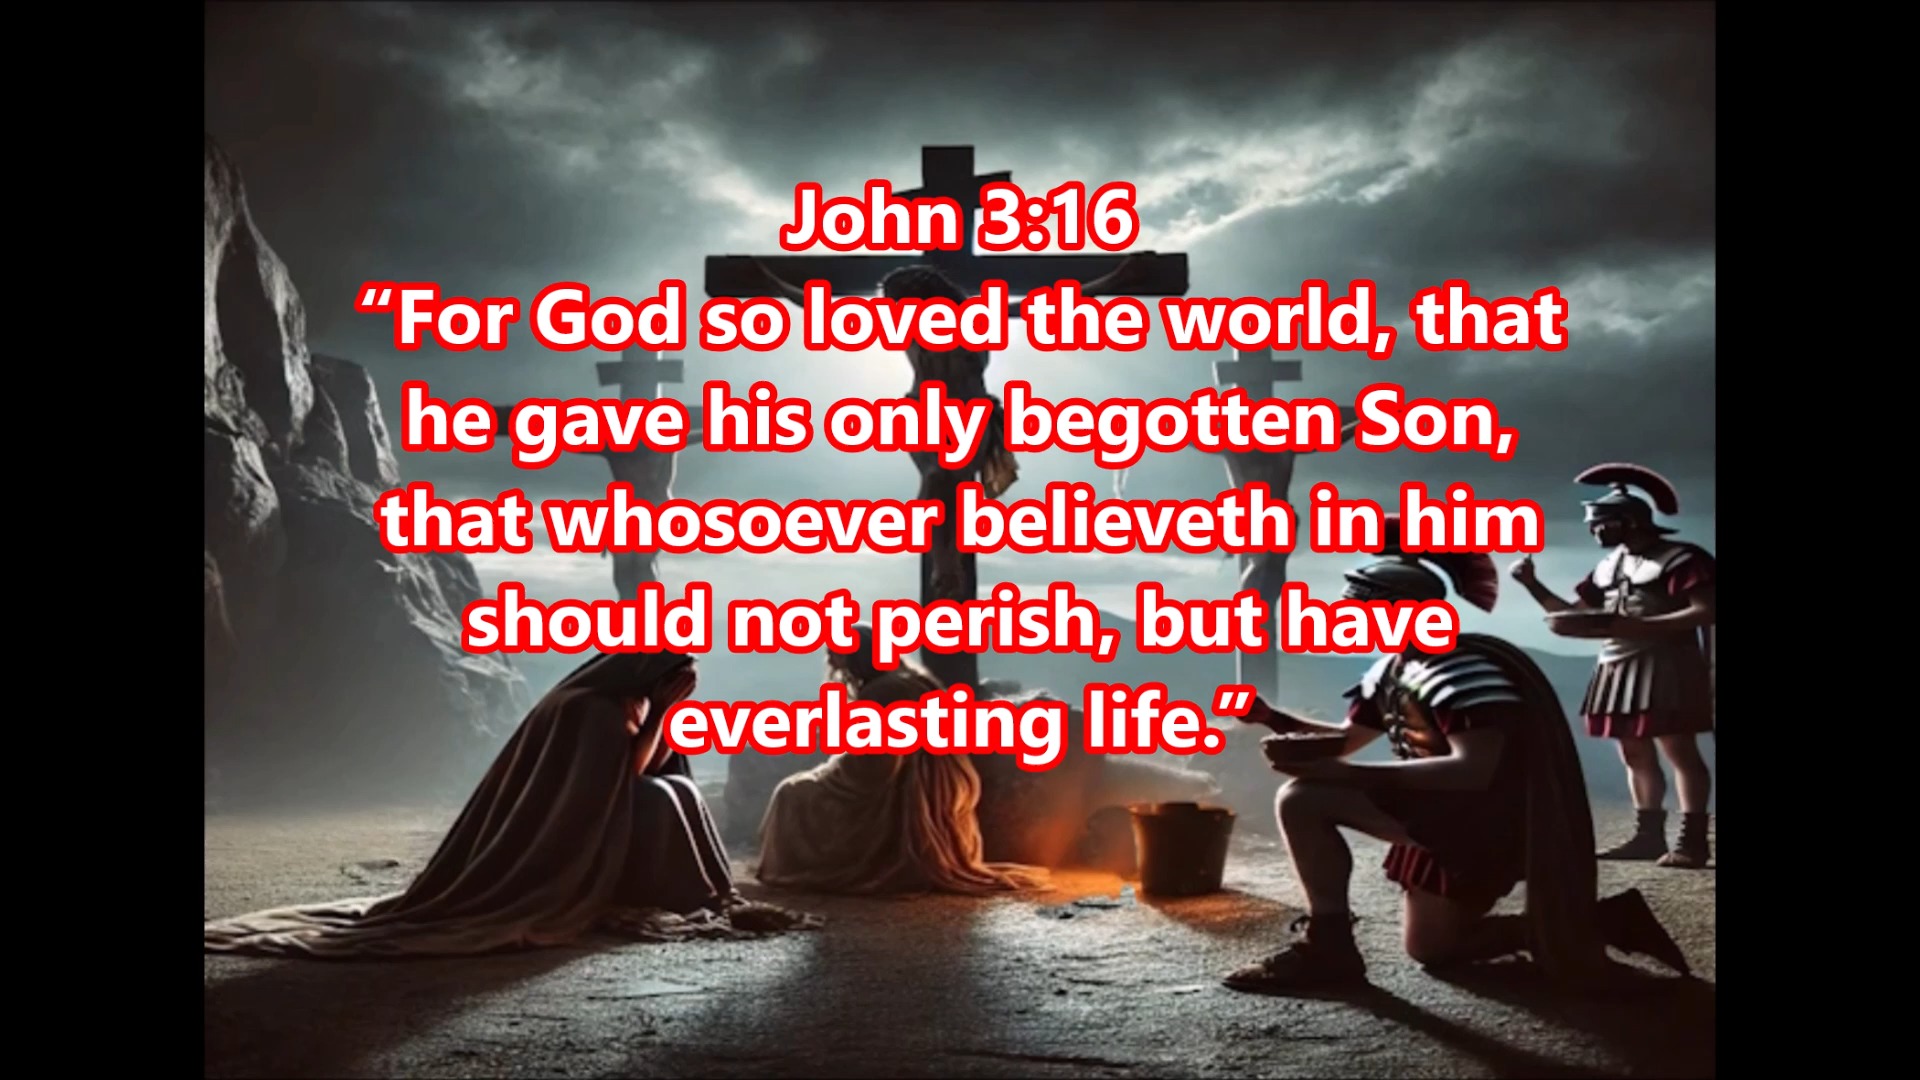 John 3:16
“For God so loved the world, that
he gave his only begotten Son,
that whosoever believeth in him
should not perish, but have
everlasting life.”